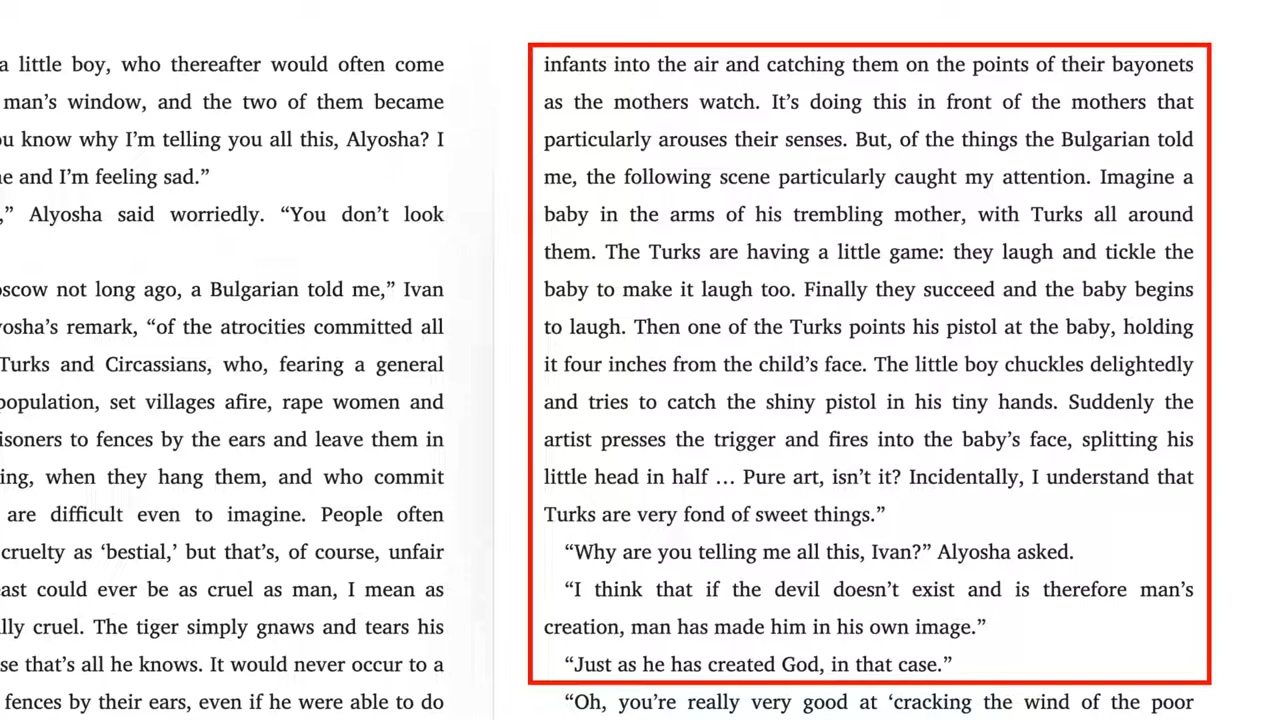 a little boy, who thereafter would often come
man’s window, and the two of them became
you know why I’m telling you all this, Alyosha? I
and I’m feeling sad.”
,” Alyosha said worriedly. “You don’t look
not long ago, a Bulgarian told me,” Ivan
remark, “of the atrocities committed all
Turks and Circassians, who, fearing a general
population, set villages afire, rape women and
to fences by the ears and leave them in
when they hang them, and who commit
are difficult even to imagine. People often
cruelty as ‘bestial,’ but that’s, of course, unfair
could ever be as cruel as man, I mean as
cruel. The tiger simply gnaws and tears his
that’s all he knows. It would never occur to a
fences by their ears, even if he were able to do
infants into the air and catching them on the points of their bayonets
as the mothers watch. It’s doing this in front of the mothers that
particularly arouses their senses. But, of the things the Bulgarian told
me, the following scene particularly caught my attention. Imagine a
baby in the arms of his trembling mother, with Turks all around
them. The Turks are having a little game: they laugh and tickle the
baby to make it laugh too. Finally they succeed and the baby begins
to laugh. Then one of the Turks points his pistol at the baby, holding
it four inches from the child’s face. The little boy chuckles delightedly
and tries to catch the shiny pistol in his tiny hands. Suddenly the
artist presses the trigger and fires into the baby’s face, splitting his
little head in half … Pure art, isn’t it? Incidentally, I understand that
Turks are very fond of sweet things.”
“Why are you telling me all this, Ivan?” Alyosha asked.
“I think that if the devil doesn’t exist and is therefore man’s
creation, man has made him in his own image.”
“Just as he has created God, in that case.”
“Oh, you’re really very good at ‘cracking the wind of the poor